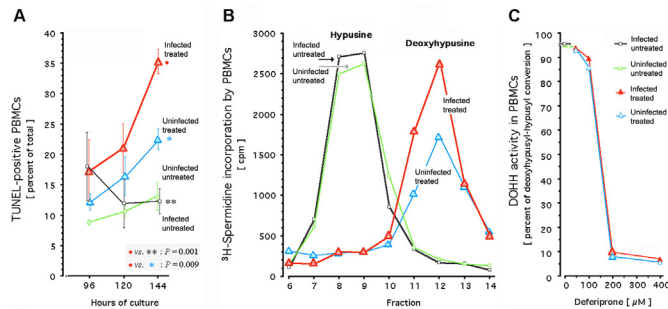 A
TUNEL-positive PBMCs
[ percent of total ]
40
35
30
25
20
15
10
5
0
96
120
144
Hours of culture
Infected
treated
*
Uninfected
treated
*
Uninfected
untreated
**
Infected
untreated
* vs. ** : P = 0.001
* vs. * : P = 0.009
B
³H-Spermidine incorporation by PBMCs
[ cpm ]
3000
2500
2000
1500
1000
500
0
6 7 8 9 10 11 12 13 14
Fraction
Hypusine
Infected
untreated
Uninfected
untreated
Deoxyhypusine
Infected
treated
Uninfected
treated
C
DOHH activity in PBMCs
[ percent of deoxyhypusyl-hypusyl conversion ]
100
90
80
70
60
50
40
30
20
10
0
0 100 200 300 400
Deferiprone [ µM ]
Infected
untreated
Uninfected
untreated
Infected
treated
Uninfected
treated